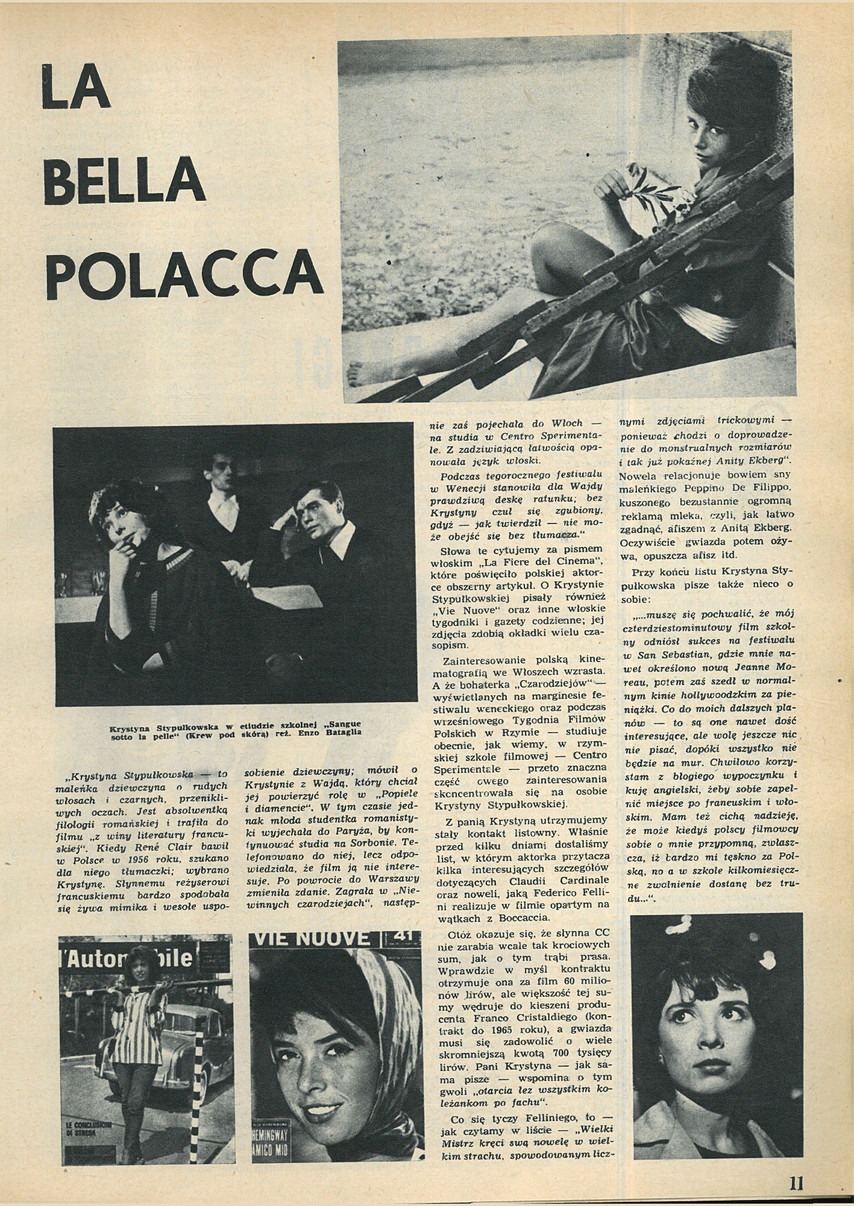 LA
BELLA
POLACCA
Krystyna Stypułkowska w etiudzie szkolnej „Sangue
sotto la pelle" (Krew pod skórą) reż. Enzo Bataglia
„Krystyna Stypułkowska — to
maleńka dziewczyna o rudych
włosach i czarnych, przenikli-
wych oczach. Jest absolwentką
filologii romańskiej i trafiła do
filmu „z winy literatury francu-
skiej". Kiedy René Clair bawił
w Polsce w 1956 roku, szukano
dla niego tłumaczki; wybrano
Krystynę. Słynnemu reżyserowi
francuskiemu bardzo spodobała
się żywa mimika i wesołe uspo-
sobienie dziewczyny; mówił o
Krystynie z Wajdą, który chciał
jej powierzyć rolę w „Popiele
i diamencie". W tym czasie jed-
nak młoda studentka romanisty-
ki wyjechała do Paryża, by kon-
tynuować studia na Sorbonie. Te-
lefonowano do niej, lecz odpo-
wiedziała, że film ją nie intere-
suje. Po powrocie do Warszawy
zmieniła zdanie. Zagrała w „Nie-
winnych czarodziejach", następ-
nie zaś pojechała do Włoch —
na studia w Centro Sperimenta-
le. Z zadziwiającą łatwością opa-
nowała język włoski.
Podczas tegorocznego festiwalu
w Wenecji stanowiła dla Wajdy
prawdziwą deskę ratunku; bez
Krystyny czuł się zgubiony,
gdyż — jak twierdził — nie mo-
że obejść się bez tłumacza."
Słowa te cytujemy za pismem
włoskim „La Fiere del Cinema",
które poświęciło polskiej aktor-
ce obszerny artykuł. O Krystynie
Stypułkowskiej pisały również
„Vie Nuove" oraz inne włoskie
tygodniki i gazety codzienne; jej
zdjęcia zdobią okładki wielu cza-
sopism.
Zainteresowanie polską kine-
matografią we Włoszech wzrasta.
A że bohaterka „Czarodziejów" —
wyświetlanych na marginesie fe-
stiwalu weneckiego oraz podczas
wrześniowego Tygodnia Filmów
Polskich w Rzymie — studiuje
obecnie, jak wiemy, w rzym-
skiej szkole filmowej — Centro
Sperimentale — przeto znaczna
część owego zainteresowania
skoncentrowała się na osobie
Krystyny Stypułkowskiej.
Z panią Krystyną utrzymujemy
stały kontakt listowny. Właśnie
przed kilku dniami dostaliśmy
list, w którym aktorka przytacza
kilka interesujących szczegółów
dotyczących Claudii Cardinale
oraz noweli, jaką Federico Felli-
ni realizuje w filmie opartym na
wątkach z Boccaccia.
Otóż okazuje się, że słynna CC
nie zarabia wcale tak krociowych
sum, jak o tym trąbi prasa.
Wprawdzie w myśl kontraktu
otrzymuje ona za film 60 milio-
nów lirów, ale większość tej su-
my wędruje do kieszeni produ-
centa Franco Cristaldiego (kon-
trakt do 1965 roku), a gwiazda
musi się zadowolić o wiele
skromniejszą kwotą 700 tysięcy
lirów. Pani Krystyna — jak sa-
ma pisze — wspomina o tym
gwoli „otarcia łez wszystkim ko-
leżankom po fachu".
Co się tyczy Felliniego, to —
jak czytamy w liście — „Wielki
Mistrz kręci swą nowelę w wiel-
kim strachu, spowodowanym licz-
nymi zdjęciami trickowymi —
ponieważ chodzi o doprowadze-
nie do monstrualnych rozmiarów
i tak już pokaźnej Anity Ekberg".
Nowela relacjonuje bowiem sny
maleńkiego Peppino De Filippo,
kuszonego bezustannie ogromną
reklamą mleka, czyli, jak łatwo
zgadnąć, afiszem z Anitą Ekberg.
Oczywiście gwiazda potem oży-
wa, opuszcza afisz itd.
Przy końcu listu Krystyna Sty-
pułkowska pisze także nieco o
sobie:
„...muszę się pochwalić, że mój
czterdziestominutowy film szkol-
ny odniósł sukces na festiwalu
w San Sebastian, gdzie mnie na-
wet określono nową Jeanne Mo-
reau, potem zaś szedł w normal-
nym kinie hollywoodzkim za pie-
niążki. Co do moich dalszych pla-
nów — to są one nawet dość
interesujące, ale wolę jeszcze nic
nie pisać, dopóki wszystko nie
będzie na mur. Chwilowo korzy-
stam z błogiego wypoczynku i
kuję angielski, żeby sobie zapeł-
nić miejsce po francuskim i wło-
skim. Mam też cichą nadzieję,
że może kiedyś polscy filmowcy
sobie o mnie przypomną, zwłasz-
cza, iż bardzo mi tęskno za Pol-
ską, no a w szkole kilkomiesięcz-
ne zwolnienie dostanę bez tru-
du...".
l'Automobile
LE CONCLUSIONI
DI STRESA
VIE NUOVE 41
HEMINGWAY
AMICO MIO
11